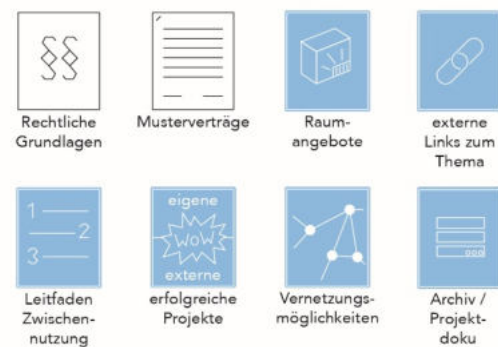 §§
Rechtliche
Grundlagen
Musterverträge
Raum-
angebote
externe
Links zum
Thema
1
2
3
Leitfaden
Zwischen-
nutzung
eigene
WoW
externe
erfolgreiche
Projekte
Vernetzungs-
möglichkeiten
Archiv /
Projekt-
doku